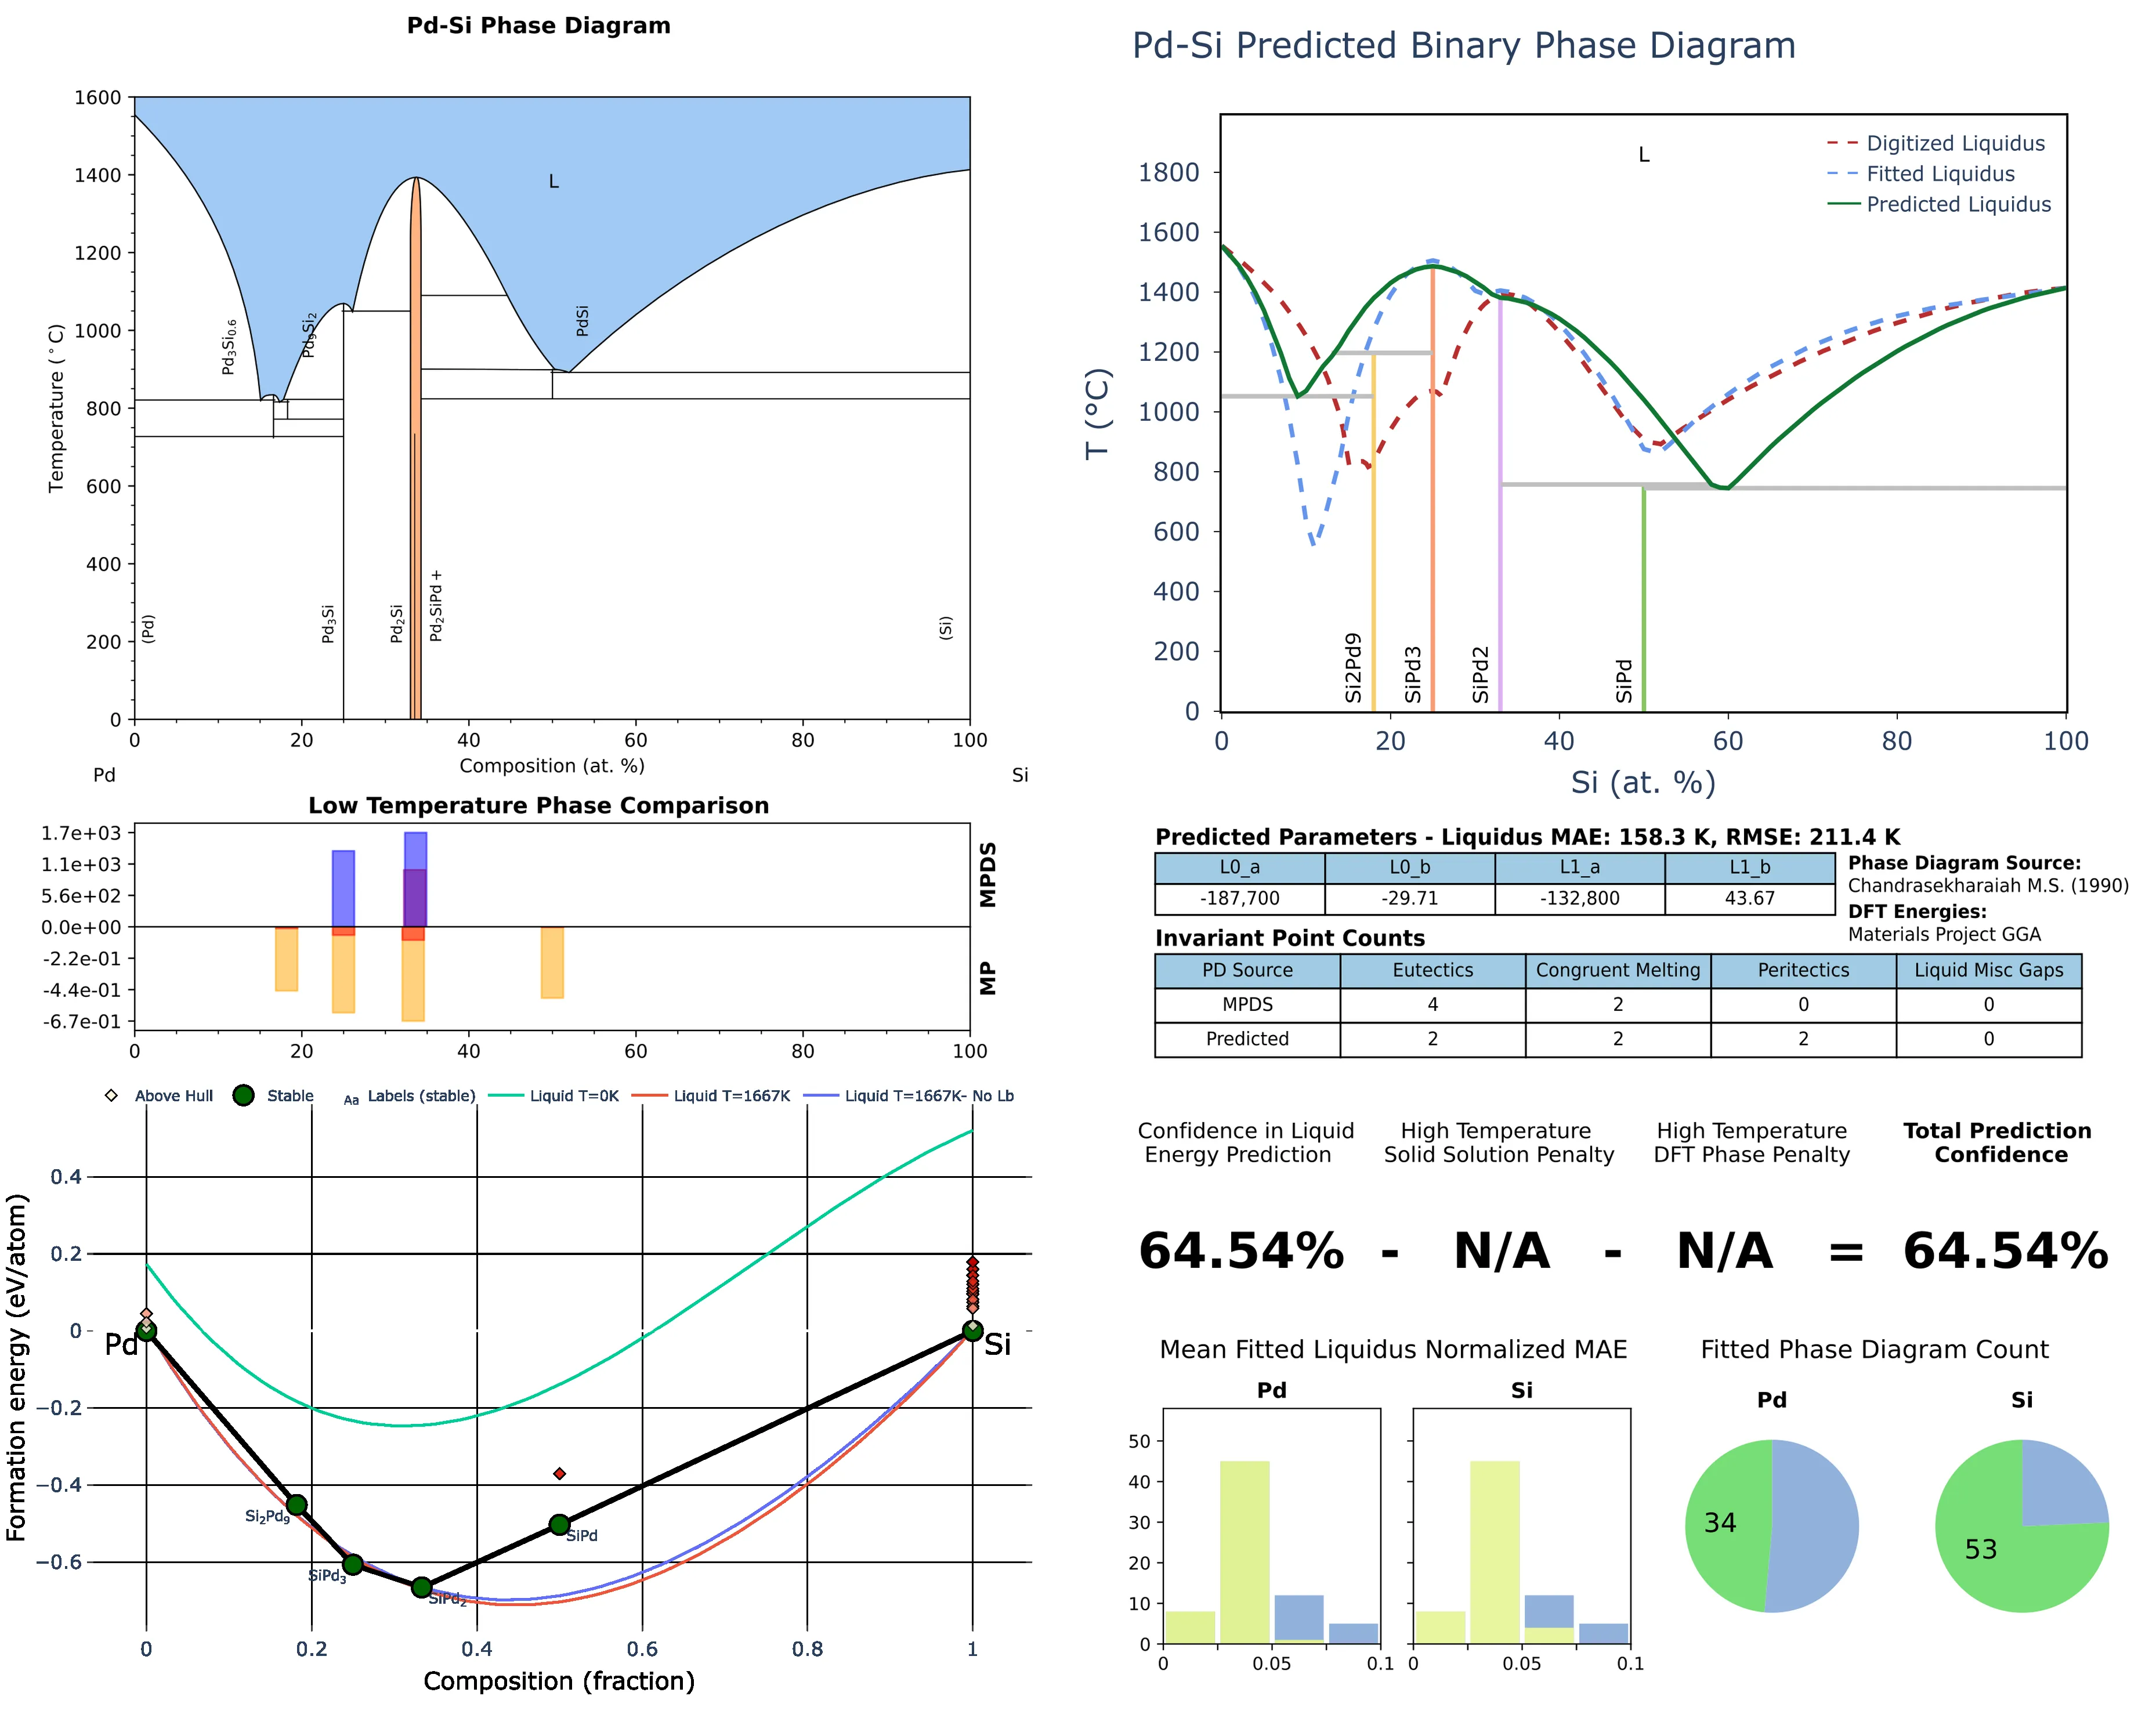 Pd-Si Phase Diagram
1600
1400
1200
1000
800
600
400
200
0
Temperature (°C)
L
Pd₃Si₀.₆
Pd₉Si₂
PdSi
(Pd)
Pd₃Si
Pd₂Si
Pd₂SiPd+
(Si)
0 20 40 60 80 100
Composition (at. %)
Pd Si
Low Temperature Phase Comparison
1.7e+03
1.1e+03
5.6e+02
0.0e+00
-2.2e-01
-4.4e-01
-6.7e-01
MPDS
MP
0 20 40 60 80 100
Above Hull Stable Aa Labels (stable) Liquid T=0K Liquid T=1667K Liquid T=1667K- No Lb
0.4
0.2
0
−0.2
−0.4
−0.6
Formation energy (eV/atom)
Pd
Si
Si₂Pd₉
SiPd₃
SiPd₂
SiPd
0 0.2 0.4 0.6 0.8 1
Composition (fraction)
Pd-Si Predicted Binary Phase Diagram
L
Digitized Liquidus
Fitted Liquidus
Predicted Liquidus
1800
1600
1400
1200
1000
800
600
400
200
0
T (°C)
Si2Pd9
SiPd3
SiPd2
SiPd
0 20 40 60 80 100
Si (at. %)
Predicted Parameters - Liquidus MAE: 158.3 K, RMSE: 211.4 K
L0_a L0_b L1_a L1_b
-187,700 -29.71 -132,800 43.67
Phase Diagram Source:
Chandrasekharaiah M.S. (1990)
DFT Energies:
Materials Project GGA
Invariant Point Counts
PD Source Eutectics Congruent Melting Peritectics Liquid Misc Gaps
MPDS 4 2 0 0
Predicted 2 2 2 0
Confidence in Liquid
Energy Prediction
High Temperature
Solid Solution Penalty
High Temperature
DFT Phase Penalty
Total Prediction
Confidence
64.54% - N/A - N/A = 64.54%
Mean Fitted Liquidus Normalized MAE
Pd Si
50
40
30
20
10
0
0 0.05 0.1
0 0.05 0.1
Fitted Phase Diagram Count
Pd Si
34
53